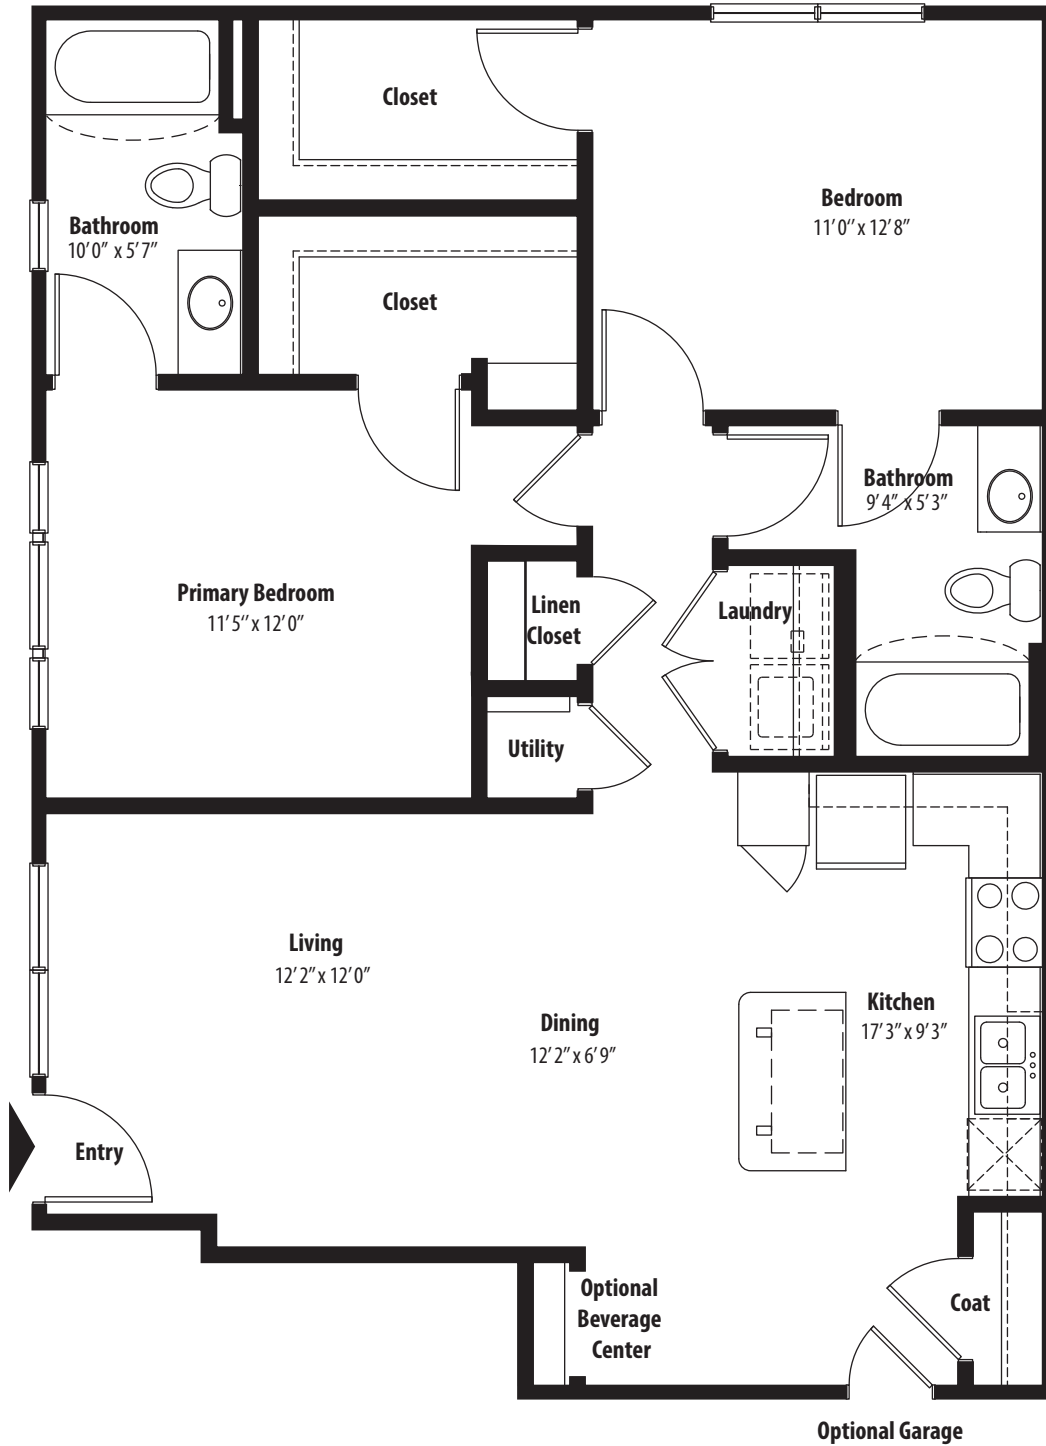 Closet
Bedroom
11'0" x 12'8"
Bathroom
10'0" x 5'7"
Closet
Bathroom
9'4" x 5'3"
Primary Bedroom
11'5" x 12'0"
Linen
Closet
Laundry
Utility
Living
12'2" x 12'0"
Dining
12'2" x 6'9"
Kitchen
17'3" x 9'3"
Entry
Optional
Beverage
Center
Coat
Optional Garage